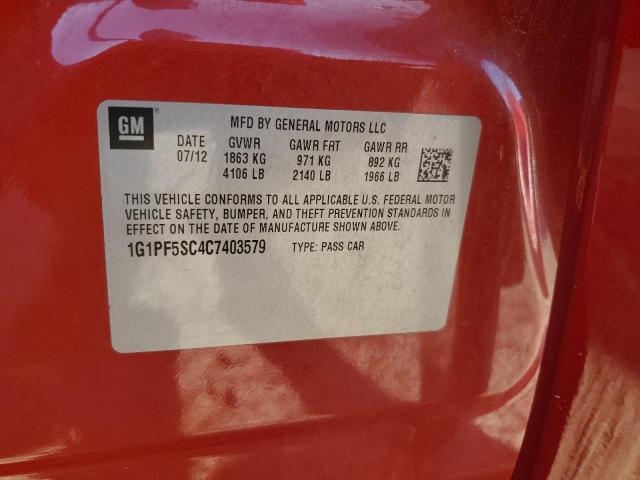 GM
MFD BY GENERAL MOTORS LLC
DATE GVWR GAWR FRT GAWR RR
07/12 1863 KG 971 KG 892 KG
4106 LB 2140 LB 1966 LB
THIS VEHICLE CONFORMS TO ALL APPLICABLE U.S. FEDERAL MOTOR
VEHICLE SAFETY, BUMPER, AND THEFT PREVENTION STANDARDS IN
EFFECT ON THE DATE OF MANUFACTURE SHOWN ABOVE.
1G1PF5SC4C7403579 TYPE: PASS CAR